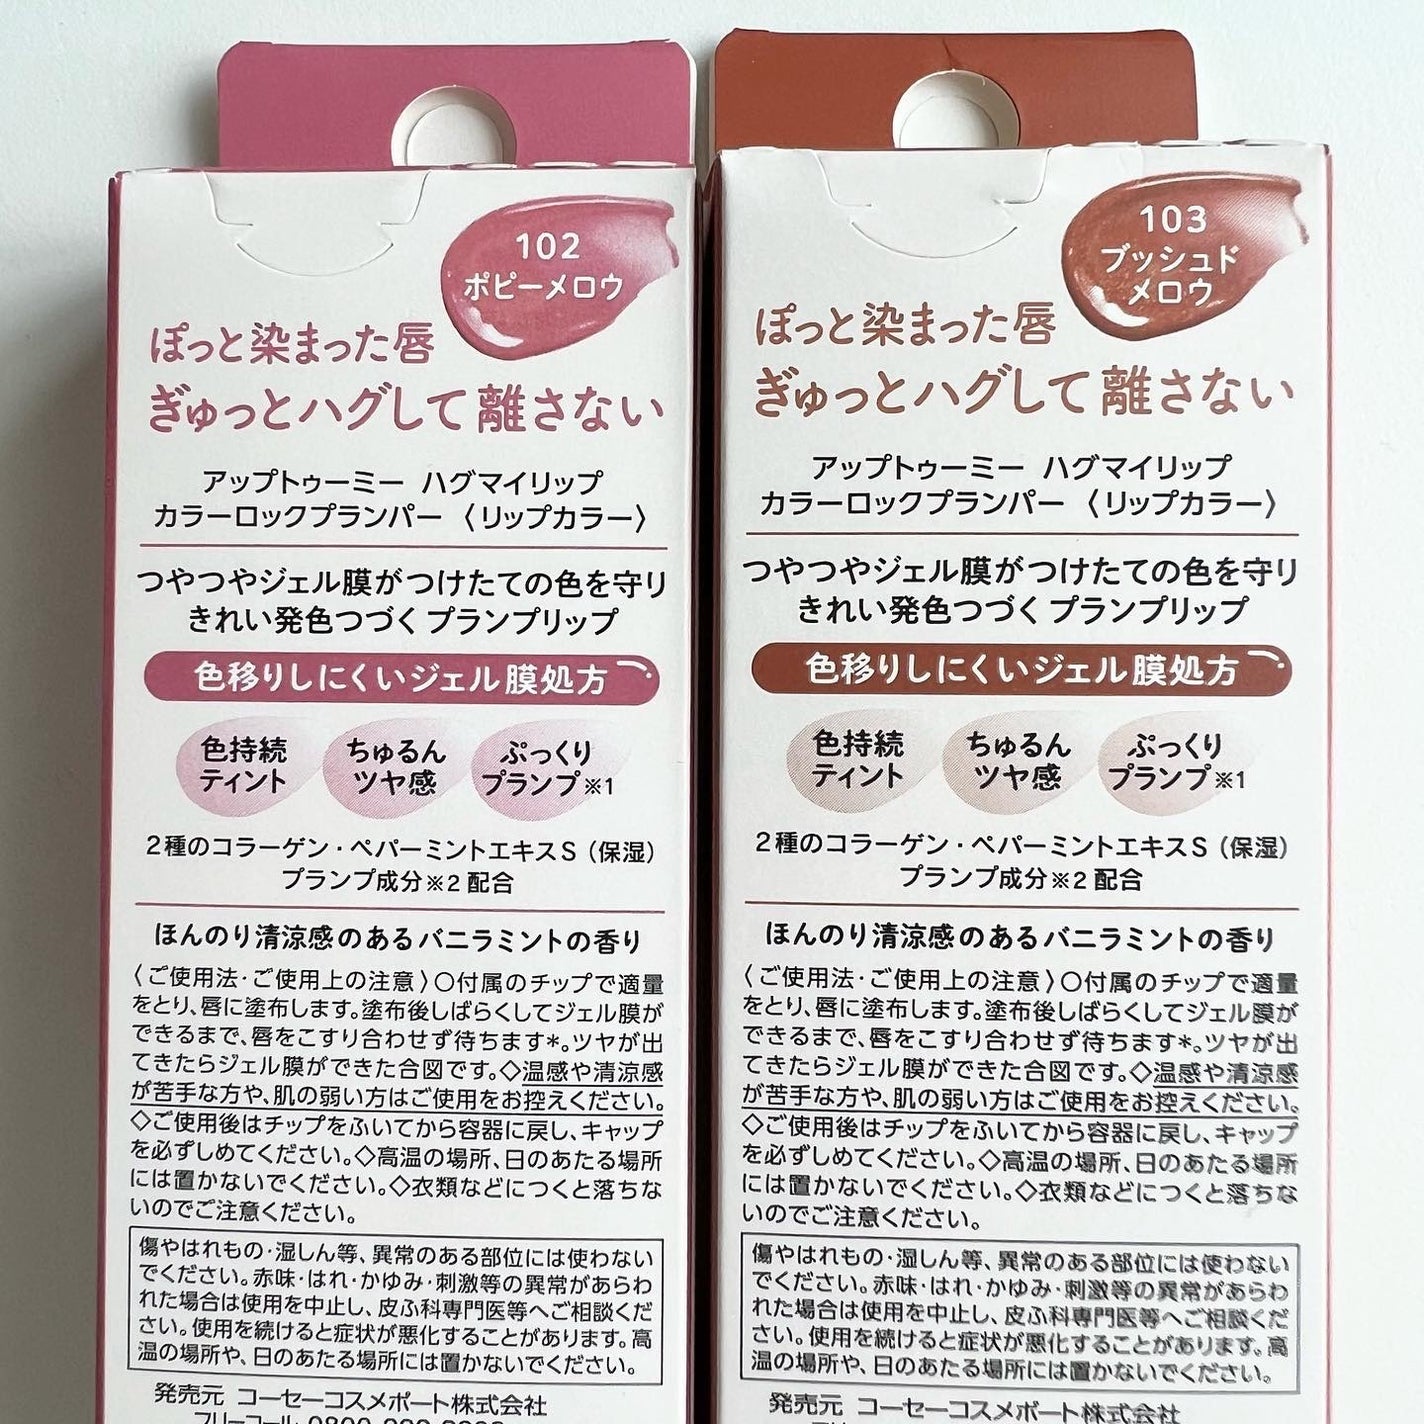 102
ポピーメロウ
ぽっと染まった唇
ぎゅっとハグして離さない
アップトゥーミー ハグマイリップ
カラーロックプランパー〈リップカラー〉
つやつやジェル膜がつけたての色を守り
きれい発色つづくプランプリップ
色移りしにくいジェル膜処方
色持続 ちゅるん ぷっくり
ティント ツヤ感 プランプ※1
2種のコラーゲン・ペパーミントエキスS（保湿）
プランプ成分※2配合
ほんのり清涼感のあるバニラミントの香り
〈ご使用法・ご使用上の注意〉○付属のチップで適量
をとり、唇に塗布します。塗布後しばらくしてジェル膜が
できるまで、唇をこすり合わせず待ちます*。ツヤが出
てきたらジェル膜ができた合図です。◇温感や清涼感
が苦手な方や、肌の弱い方はご使用をお控えください。
◇ご使用後はチップをふいてから容器に戻し、キャップ
を必ずしめてください。◇高温の場所、日のあたる場所
には置かないでください。◇衣類などにつくと落ちな
いのでご注意ください。
傷やはれもの・湿しん等、異常のある部位には使わない
でください。赤味・はれ・かゆみ・刺激等の異常があらわ
れた場合は使用を中止し、皮ふ科専門医等へご相談くだ
さい。使用を続けると症状が悪化することがあります。高
温の場所や、日のあたる場所には置かないでください。
発売元 コーセーコスメポート株式会社
フリーコール
103
ブッシュド
メロウ
ぽっと染まった唇
ぎゅっとハグして離さない
アップトゥーミー ハグマイリップ
カラーロックプランパー〈リップカラー〉
つやつやジェル膜がつけたての色を守り
きれい発色つづくプランプリップ
色移りしにくいジェル膜処方
色持続 ちゅるん ぷっくり
ティント ツヤ感 プランプ※1
2種のコラーゲン・ペパーミントエキスS（保湿）
プランプ成分※2配合
ほんのり清涼感のあるバニラミントの香り
〈ご使用法・ご使用上の注意〉○付属のチップで適量
をとり、唇に塗布します。塗布後しばらくしてジェル膜が
できるまで、唇をこすり合わせず待ちます*。ツヤが出
てきたらジェル膜ができた合図です。◇温感や清涼感
が苦手な方や、肌の弱い方はご使用をお控えください。
◇ご使用後はチップをふいてから容器に戻し、キャップ
を必ずしめてください。◇高温の場所、日のあたる場所
には置かないでください。◇衣類などにつくと落ちな
いのでご注意ください。
傷やはれもの・湿しん等、異常のある部位には使わない
でください。赤味・はれ・かゆみ・刺激等の異常があらわ
れた場合は使用を中止し、皮ふ科専門医等へご相談くだ
さい。使用を続けると症状が悪化することがあります。高
温の場所や、日のあたる場所には置かないでください。
発売元 コーセーコスメポート株式会社